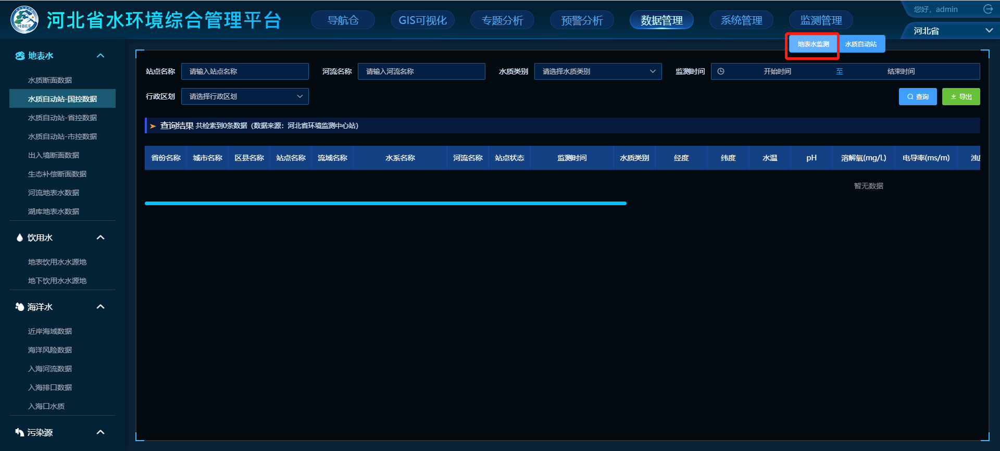 河北省水环境综合管理平台
导航仓
GIS可视化
专题分析
预警分析
数据管理
系统管理
监测管理
您好，admin
河北省
地表水监测
水质自动站
地表水
水质断面数据
水质自动站-国控数据
水质自动站-省控数据
水质自动站-市控数据
出入境断面数据
生态补偿断面数据
河流地表水数据
湖库地表水数据
饮用水
地表饮用水水源地
地下饮用水水源地
海洋水
近岸海域数据
海洋风险数据
入海河流数据
入海排口数据
入海口水质
污染源
站点名称 请输入站点名称 河流名称 请输入河流名称 水质类别 请选择水质类别 监测时间 开始时间 至 结束时间
行政区划 请选择行政区划 查询 导出
查询结果 共检索到0条数据（数据来源：河北省环境监测中心站）
省份名称 城市名称 区县名称 站点名称 流域名称 水系名称 河流名称 站点状态 监测时间 水质类别 经度 纬度 水温 pH 溶解氧(mg/L) 电导率(ms/m) 浊
暂无数据
HBEE